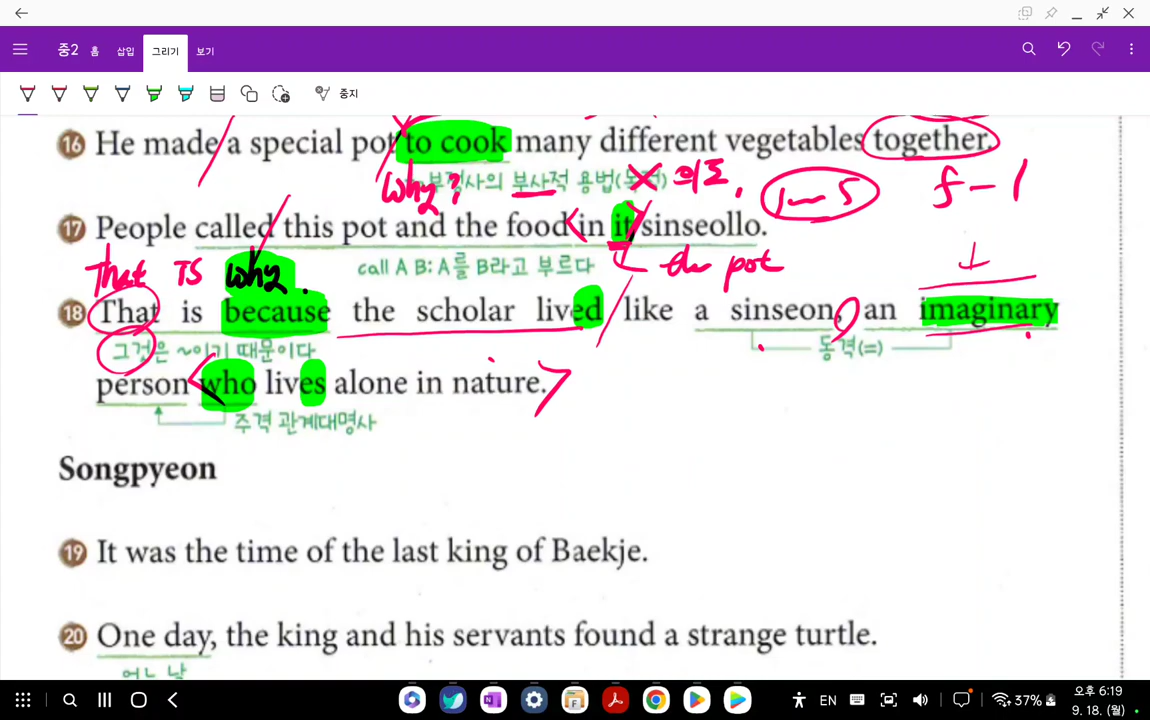 중2 홈 삽입 그리기 보기
중지
16 He made a special pot to cook many different vegetables together.
부정사의 부사적 용법(목적)
why? 의도.
17 People called this pot and the food in it sinseollo.
That is why. call A B: A를 B라고 부르다 the pot
18 That is because the scholar lived like a sinseon, an imaginary
그것은 ~이기 때문이다 동격(=)
person who lives alone in nature.
주격 관계대명사
Songpyeon
19 It was the time of the last king of Baekje.
20 One day, the king and his servants found a strange turtle.
어느 날
EN 37% 오후 6:19
9. 18. (월)